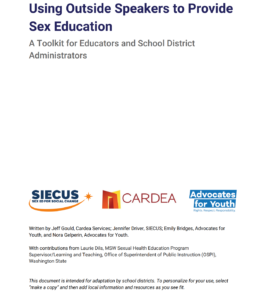 Using Outside Speakers to Provide
Sex Education
A Toolkit for Educators and School District
Administrators
SIECUS
SEX ED FOR SOCIAL CHANGE
CARDEA
Advocates
for Youth
Rights. Respect. Responsibility.
Written by Jeff Gould, Cardea Services; Jennifer Driver, SIECUS; Emily Bridges, Advocates for
Youth; and Nora Gelperin, Advocates for Youth.
With contributions from Laurie Dils, MSW Sexual Health Education Program
Supervisor/Learning and Teaching, Office of Superintendent of Public Instruction (OSPI),
Washington State
This document is intended for adaptation by school districts. To personalize for your use, select
"make a copy" and then add local information and resources as you see fit.